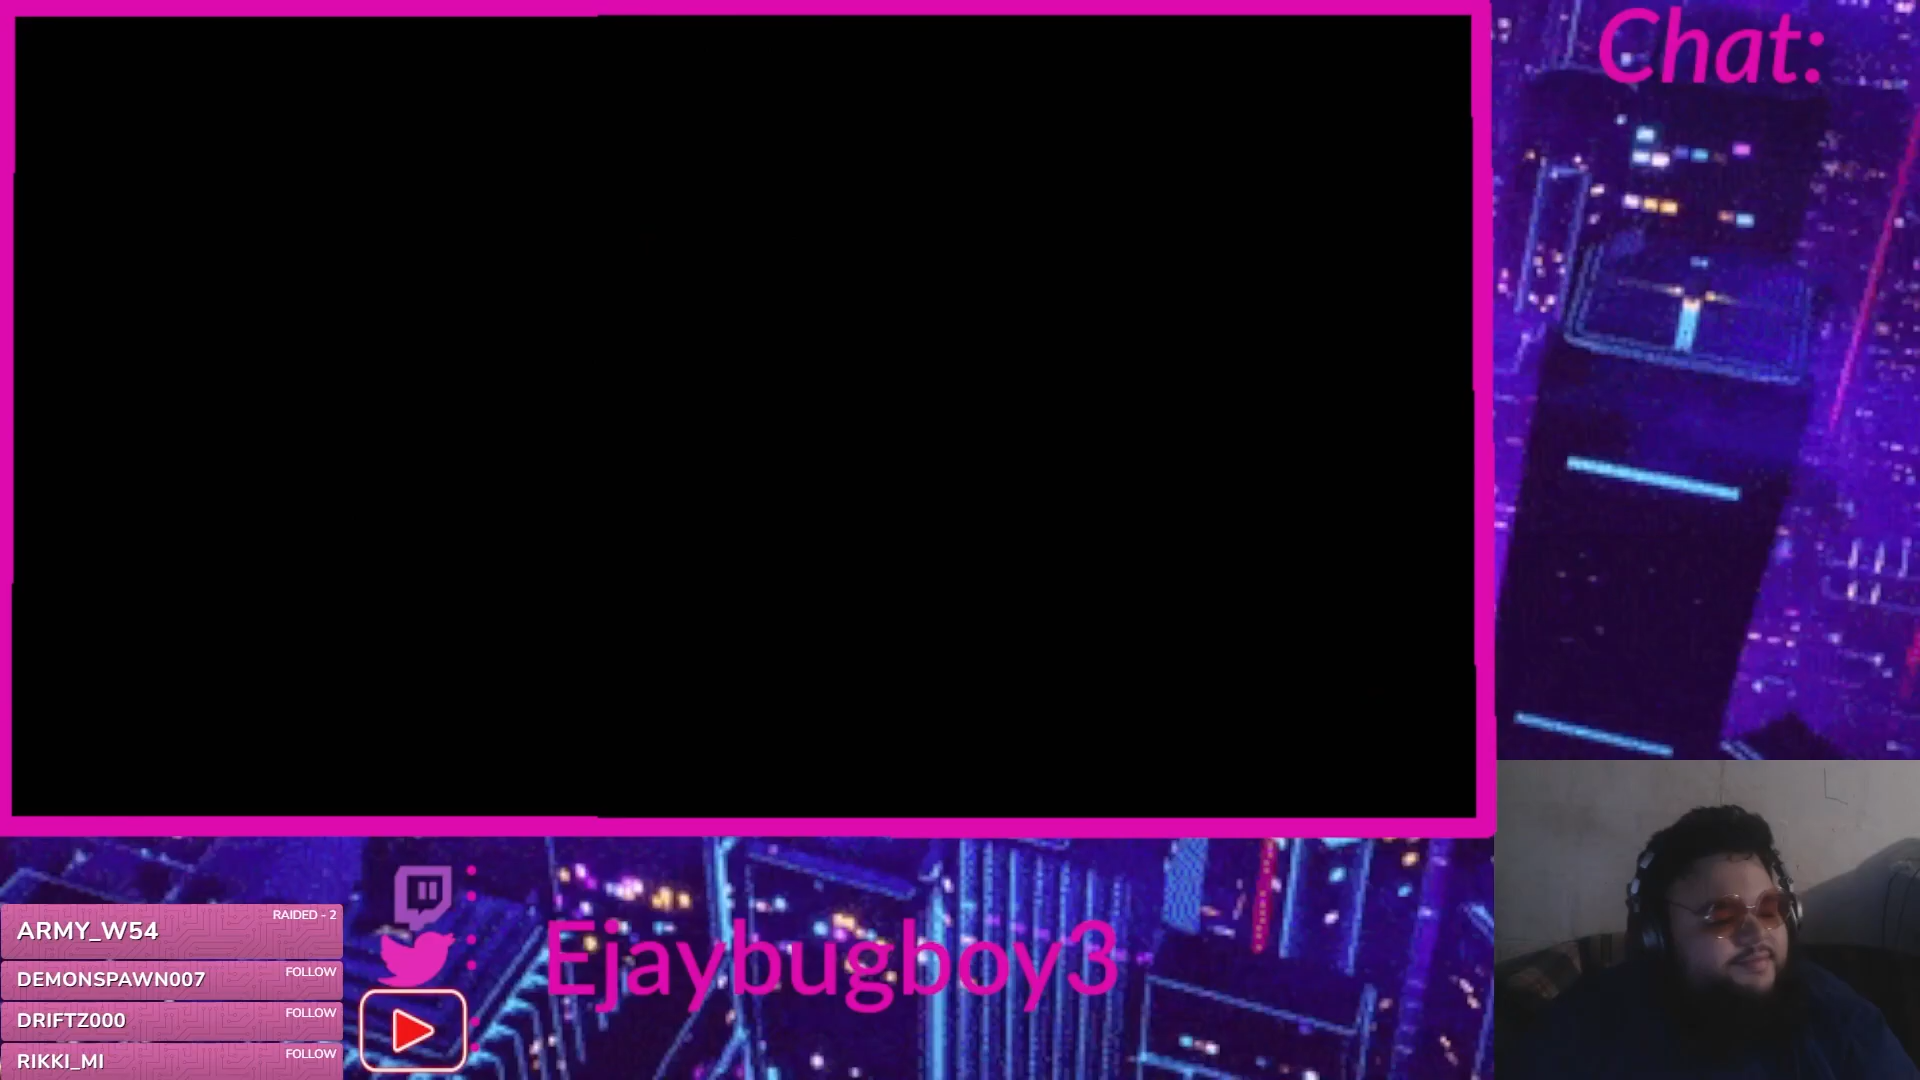 Chat:
RAIDED - 2
ARMY_W54
FOLLOW
DEMONSPAWN007
FOLLOW
DRIFTZ000
FOLLOW
RIKKI_MI
Ejaybugboy3